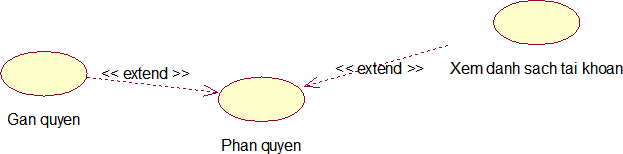 << extend >>
<< extend >>
Xem danh sach tai khoan
Gan quyen
Phan quyen